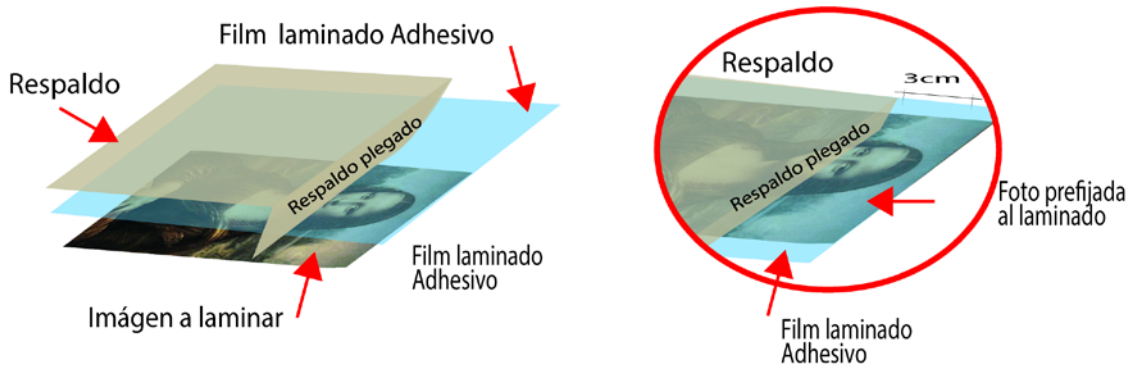 Film laminado Adhesivo
Respaldo
Respaldo plegado
Film laminado
Adhesivo
Imágen a laminar
Respaldo
3cm
Respaldo plegado
Foto prefijada
al laminado
Film laminado
Adhesivo